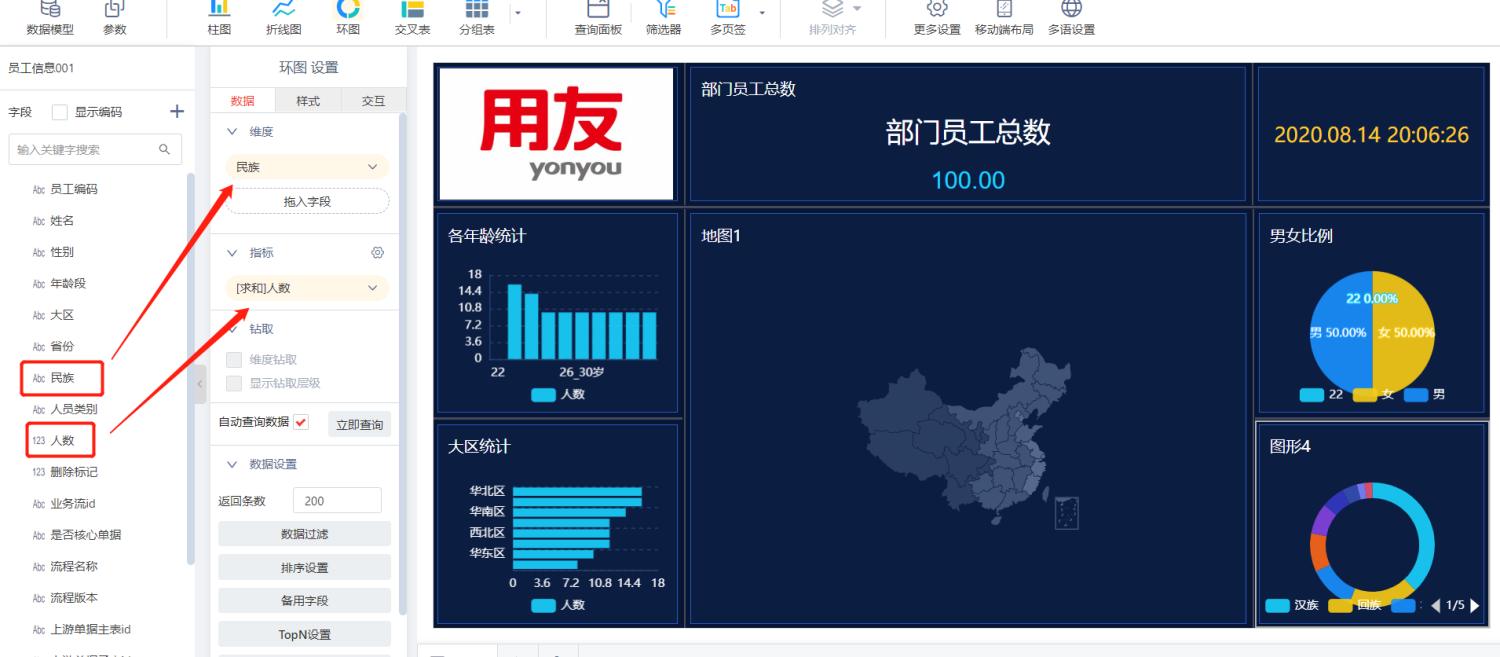 数据模型 参数 柱图 折线图 环图 交叉表 分组表 查询面板 筛选器 多页签 排列对齐 更多设置 移动端布局 多语设置
Tab
员工信息001
字段 显示编码
输入关键字搜索
Abc 员工编码
Abc 姓名
Abc 性别
Abc 年龄段
Abc 大区
Abc 省份
Abc 民族
Abc 人员类别
123 人数
123 删除标记
Abc 业务流id
Abc 是否核心单据
Abc 流程名称
Abc 流程版本
Abc 上游单据主表id
环图 设置
数据 样式 交互
维度
民族
拖入字段
指标
[求和]人数
钻取
维度钻取
显示钻取层级
自动查询数据 立即查询
数据设置
返回条数 200
数据过滤
排序设置
备用字段
TopN设置
用友
yonyou
部门员工总数
部门员工总数
100.00
2020.08.14 20:06:26
各年龄统计
18
14.4
10.8
7.2
3.6
0
22 26_30岁
人数
地图1
男女比例
22 0.00%
男 50.00% 女 50.00%
22 女 男
大区统计
华北区
华南区
西北区
华东区
0 3.6 7.2 10.8 14.4 18
人数
图形4
汉族 回族 1/5